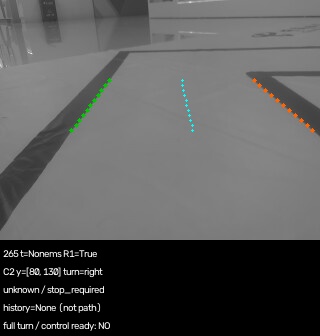 265 t=Nonems R1=True
C2 y=[80, 130] turn=right
unknown / stop_required
history=None (not path)
full turn / control ready: NO